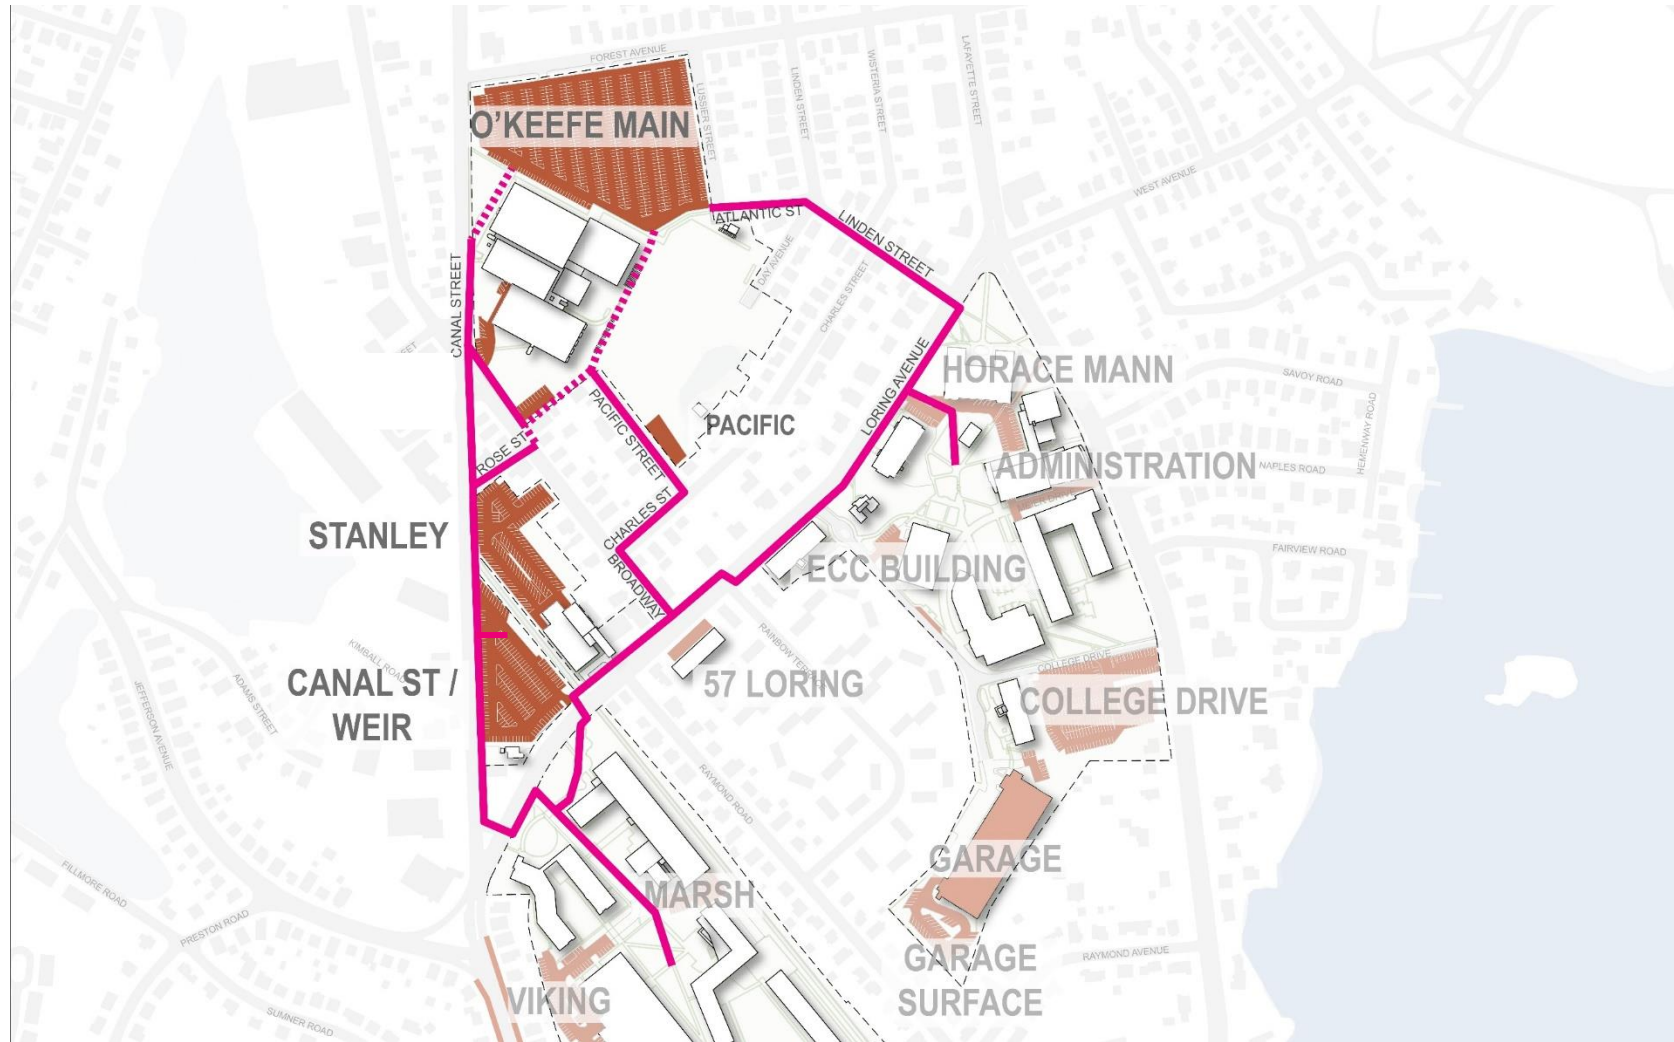 FOREST AVENUE
LUSSIER STREET
LINDEN STREET
WISTERIA STREET
LAFAYETTE STREET
O'KEEFE MAIN
WEST AVENUE
ATLANTIC ST
LINDEN STREET
DAY AVENUE
CHARLES STREET
CANAL STREET
LORING AVENUE
HORACE MANN
SAVOY ROAD
HEMENWAY ROAD
PACIFIC STREET
PACIFIC
ROSE ST
ADMINISTRATION
NAPLES ROAD
STANLEY
CHARLES ST
BROADWAY
ECC BUILDING
FAIRVIEW ROAD
KIMBALL ROAD
RAINBOW TERRACE
COLLEGE DRIVE
JEFFERSON AVENUE
ADAMS STREET
CANAL ST /
WEIR
57 LORING
COLLEGE DRIVE
RAYMOND ROAD
FILLMORE ROAD
GARAGE
MARSH
PRESTON ROAD
GARAGE
SURFACE
RAYMOND AVENUE
VIKING
SUMNER ROAD